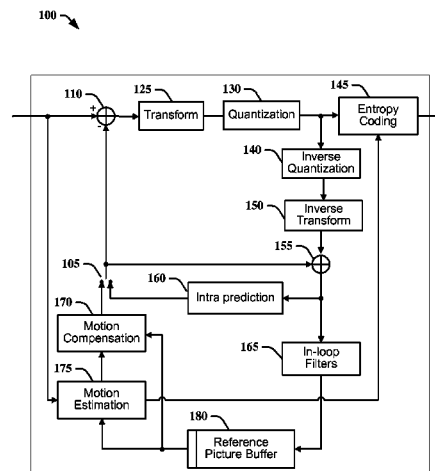 100
110
+
-
125
Transform
130
Quantization
145
Entropy
Coding
140
Inverse
Quantization
150
Inverse
Transform
155
105
160
Intra prediction
170
Motion
Compensation
165
In-loop
Filters
175
Motion
Estimation
180
Reference
Picture Buffer